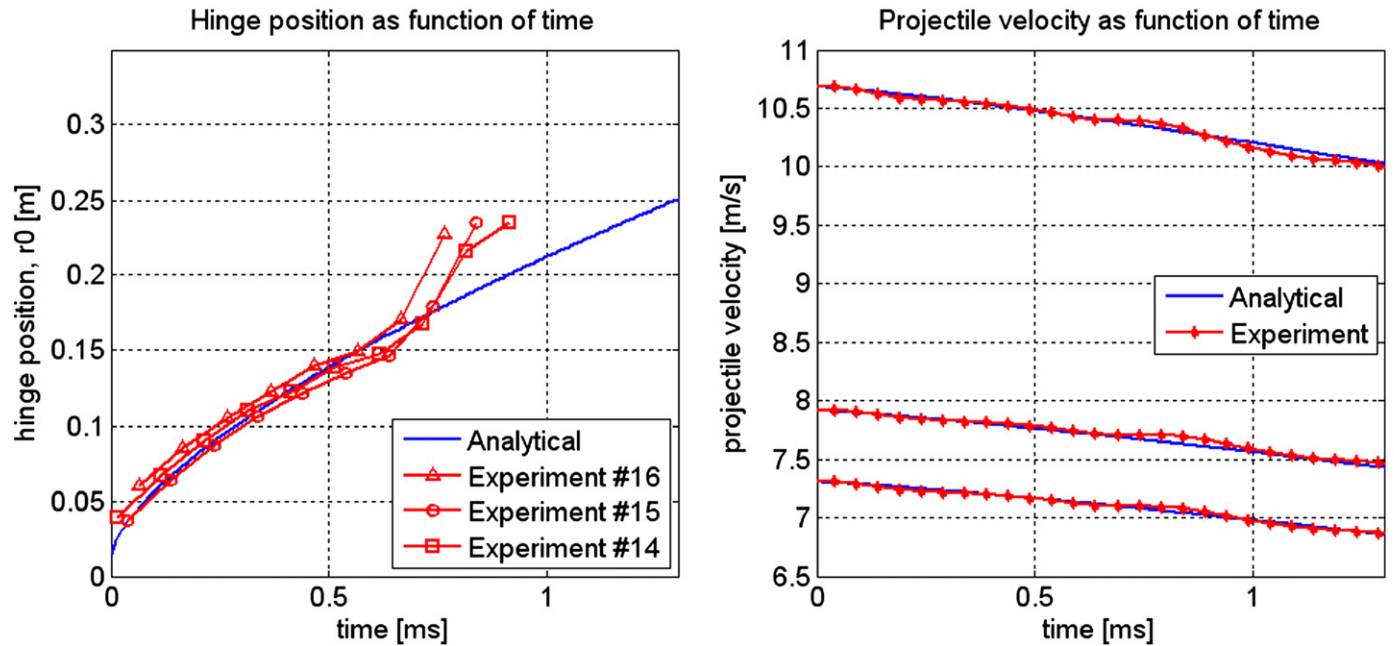 Hinge position as function of time
0.3
0.25
0.2
0.15
0.1
0.05
0
hinge position, r0 [m]
Analytical
Experiment #16
Experiment #15
Experiment #14
0
0.5
1
time [ms]
Projectile velocity as function of time
11
10.5
10
9.5
9
8.5
8
7.5
7
6.5
projectile velocity [m/s]
Analytical
Experiment
0
0.5
1
time [ms]